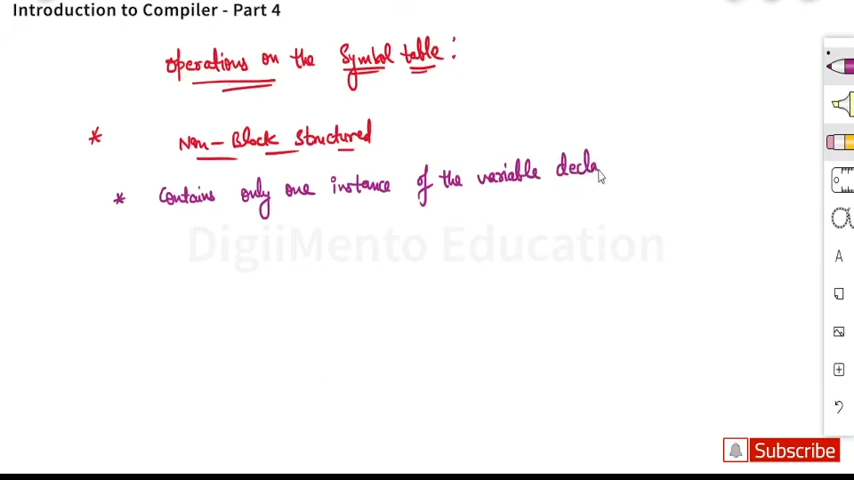 Introduction to Compiler - Part 4
operations on the Symbol table :
* Non-Block Structured
* Contains only one instance of the variable decla
DigiiMento Education
A
Subscribe